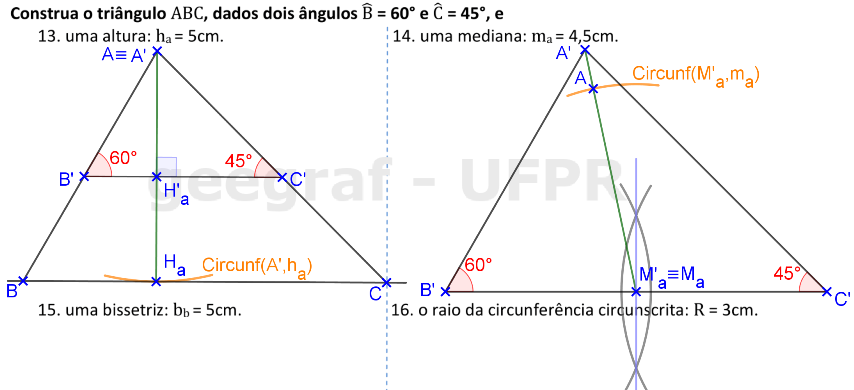 Construa o triângulo ABC, dados dois ângulos B̂ = 60° e Ĉ = 45°, e
13. uma altura: hₐ = 5cm.
14. uma mediana: mₐ = 4,5cm.
A≡A'
60°
45°
B'
C'
H'ₐ
Hₐ
Circunf(A',hₐ)
B
C
A'
A
Circunf(M'ₐ,mₐ)
60°
45°
B'
M'ₐ≡Mₐ
C'
geegraf - UFPR
15. uma bissetriz: b_b = 5cm.
16. o raio da circunferência circunscrita: R = 3cm.